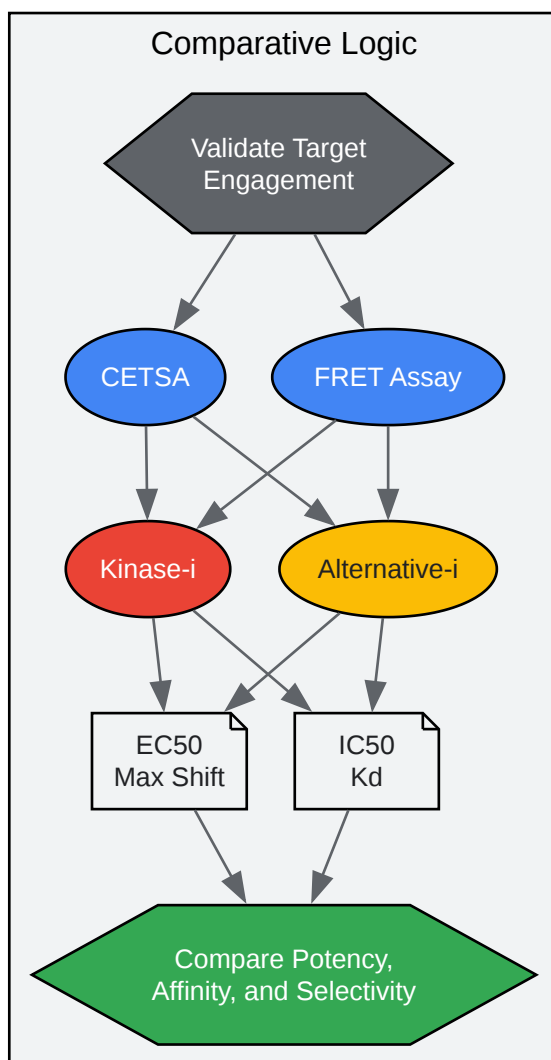 Comparative Logic
Validate Target
Engagement
CETSA
FRET Assay
Kinase-i
Alternative-i
EC50
Max Shift
IC50
Kd
Compare Potency,
Affinity, and Selectivity